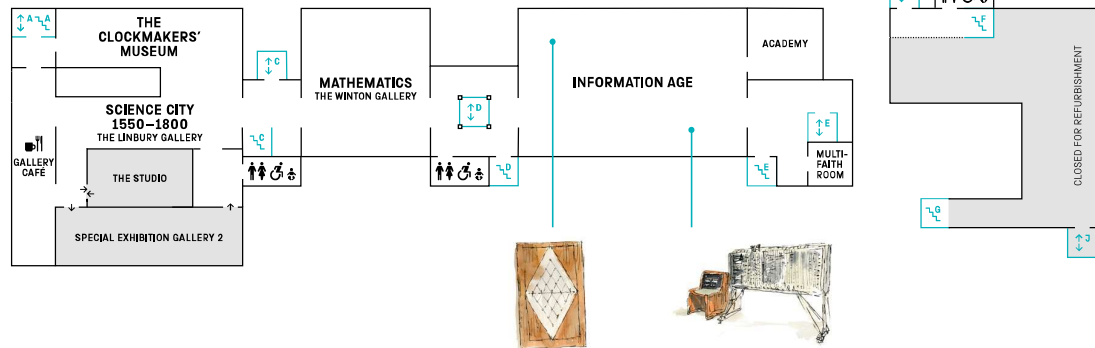 A
A
THE
CLOCKMAKERS'
MUSEUM
SCIENCE CITY
1550–1800
THE LINBURY GALLERY
GALLERY
CAFÉ
THE STUDIO
SPECIAL EXHIBITION GALLERY 2
C
C
MATHEMATICS
THE WINTON GALLERY
D
D
INFORMATION AGE
ACADEMY
E
E
MULTI-
FAITH
ROOM
F
CLOSED FOR REFURBISHMENT
G
J